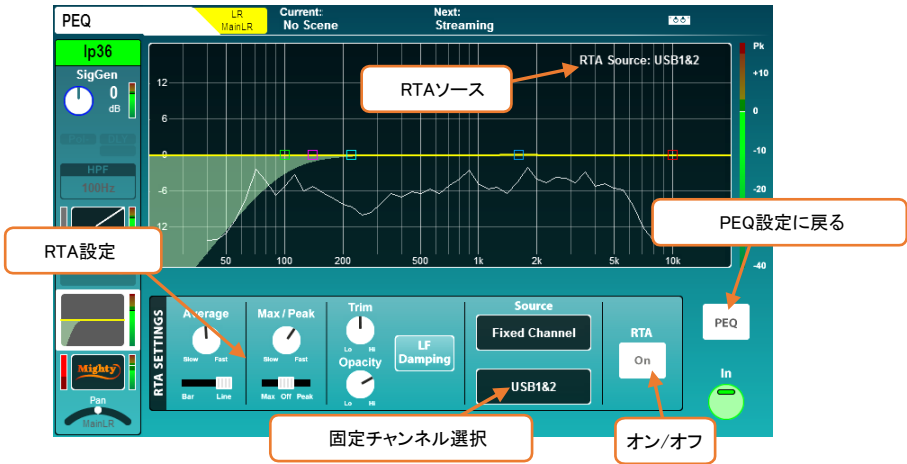 PEQ
LR
MainLR
Current:
No Scene
Next:
Streaming
Ip36
SigGen
0
dB
HPF
100Hz
Mighty
Pan
MainLR
RTA Source: USB1&2
RTAソース
12
6
0
-6
-12
50
100
200
500
1k
2k
5k
10k
Pk
+10
0
-10
-20
-40
RTA設定
PEQ設定に戻る
RTA SETTINGS
Average
Slow
Fast
Bar
Line
Max / Peak
Slow
Fast
Max
Off
Peak
Trim
Lo
Hi
Opacity
Lo
Hi
LF
Damping
Source
Fixed Channel
USB1&2
RTA
On
PEQ
In
固定チャンネル選択
オン/オフ